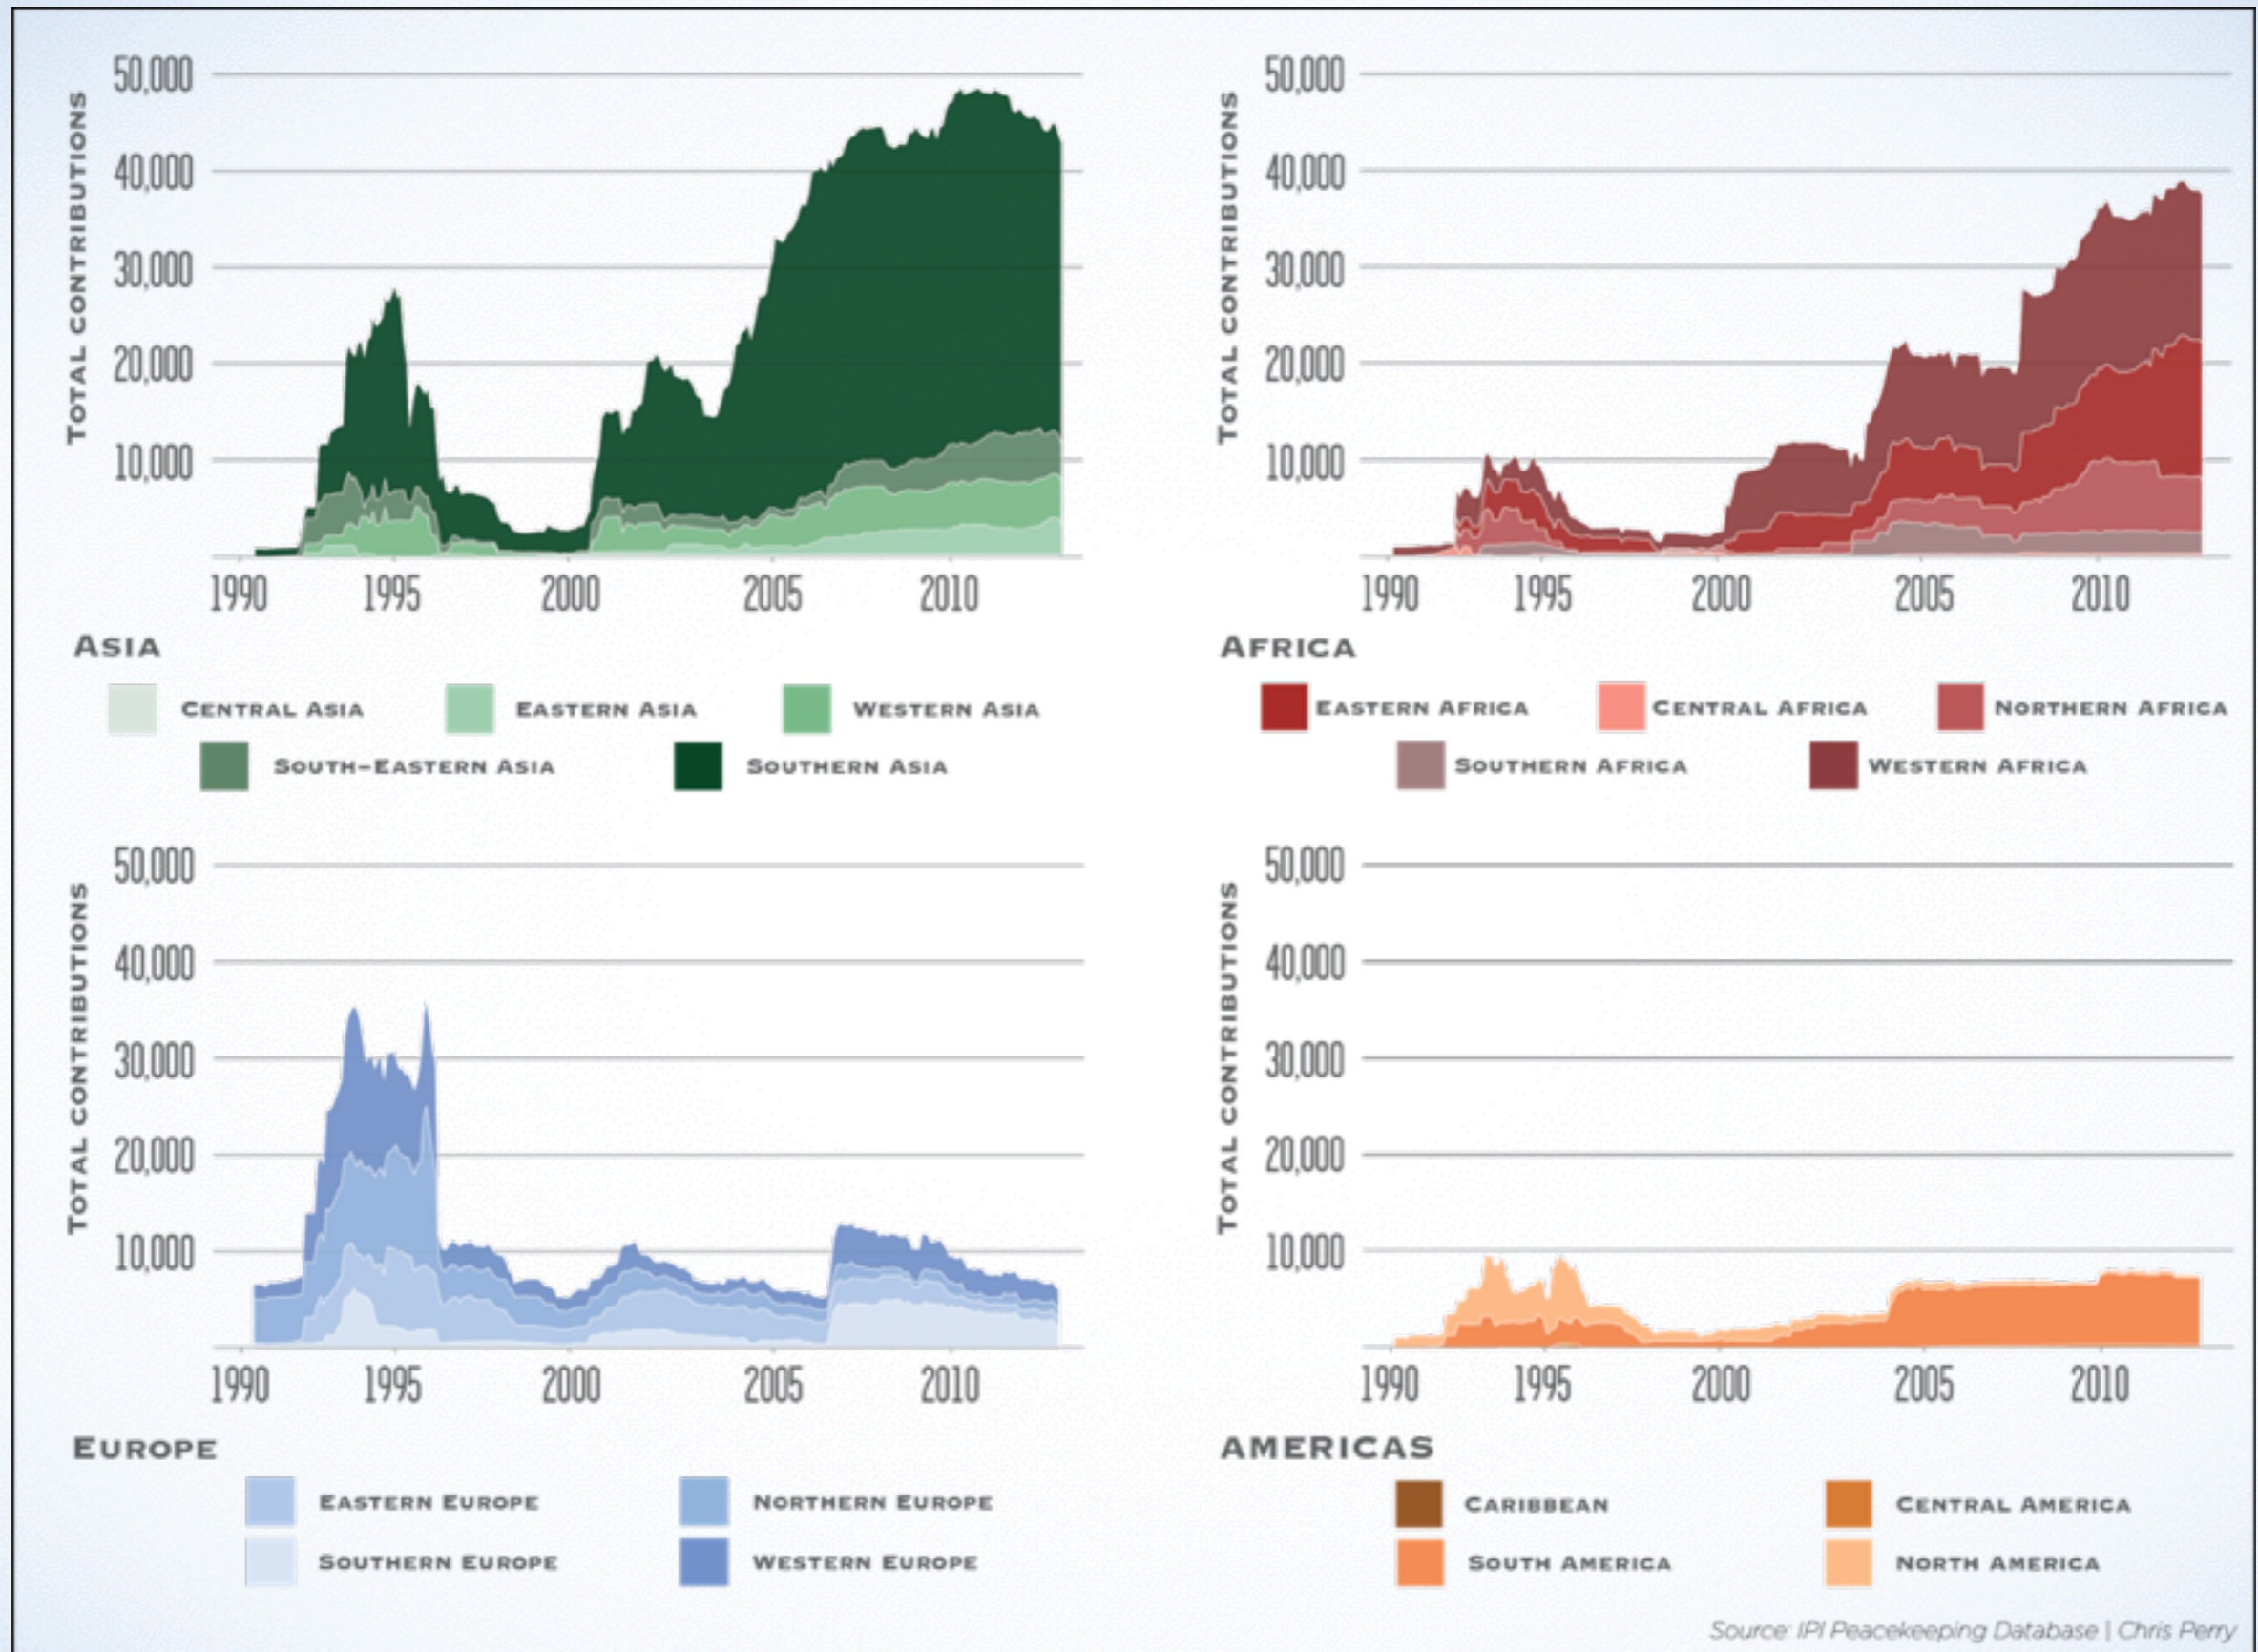 50,000
40,000
30,000
20,000
10,000
TOTAL CONTRIBUTIONS
1990 1995 2000 2005 2010
ASIA
CENTRAL ASIA EASTERN ASIA WESTERN ASIA
SOUTH-EASTERN ASIA SOUTHERN ASIA
50,000
40,000
30,000
20,000
10,000
TOTAL CONTRIBUTIONS
1990 1995 2000 2005 2010
AFRICA
EASTERN AFRICA CENTRAL AFRICA NORTHERN AFRICA
SOUTHERN AFRICA WESTERN AFRICA
50,000
40,000
30,000
20,000
10,000
TOTAL CONTRIBUTIONS
1990 1995 2000 2005 2010
EUROPE
EASTERN EUROPE NORTHERN EUROPE
SOUTHERN EUROPE WESTERN EUROPE
50,000
40,000
30,000
20,000
10,000
TOTAL CONTRIBUTIONS
1990 1995 2000 2005 2010
AMERICAS
CARIBBEAN CENTRAL AMERICA
SOUTH AMERICA NORTH AMERICA
Source: IPI Peacekeeping Database | Chris Perry